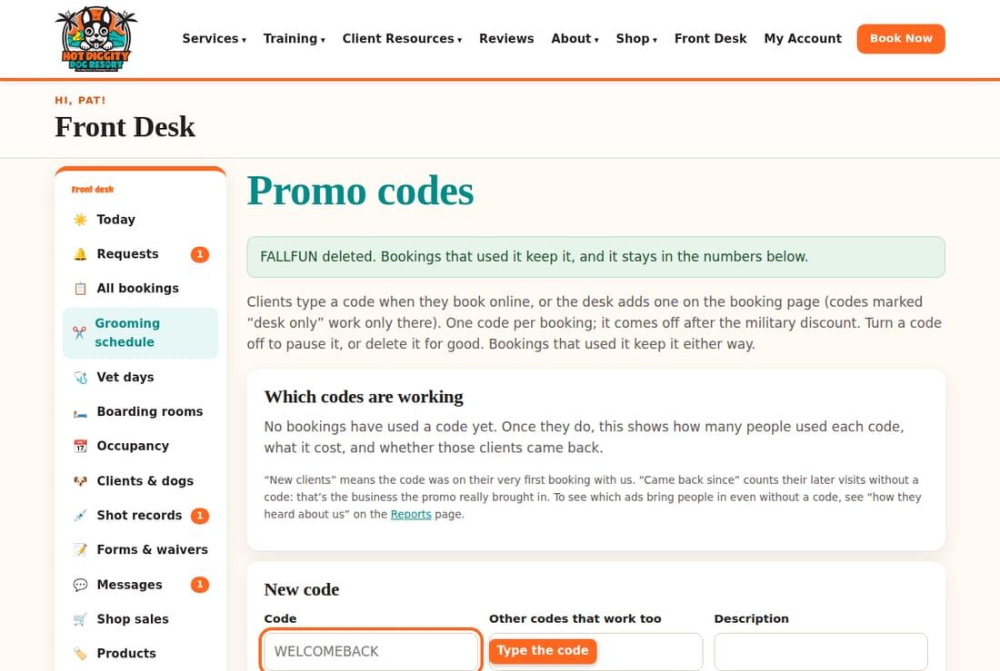 HOT DIGGITY
DOG RESORT
Services ▾ Training ▾ Client Resources ▾ Reviews About ▾ Shop ▾ Front Desk My Account Book Now
HI, PAT!
Front Desk
Front desk
Today
Requests 1
All bookings
Grooming
schedule
Vet days
Boarding rooms
Occupancy
Clients & dogs
Shot records 1
Forms & waivers
Messages 1
Shop sales
Products
Promo codes
FALLFUN deleted. Bookings that used it keep it, and it stays in the numbers below.
Clients type a code when they book online, or the desk adds one on the booking page (codes marked
“desk only” work only there). One code per booking; it comes off after the military discount. Turn a code
off to pause it, or delete it for good. Bookings that used it keep it either way.
Which codes are working
No bookings have used a code yet. Once they do, this shows how many people used each code,
what it cost, and whether those clients came back.
“New clients” means the code was on their very first booking with us. “Came back since” counts their later visits without a
code: that’s the business the promo really brought in. To see which ads bring people in even without a code, see “how they
heard about us” on the Reports page.
New code
Code Other codes that work too Description
WELCOMEBACK Type the code